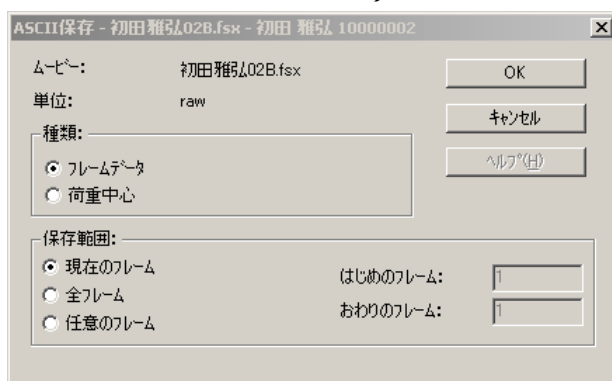 ASCII保存 - 初田雅弘02B.fsx - 初田 雅弘 10000002
ムービー: 初田雅弘02B.fsx
OK
単位: raw
キャンセル
種類:
ヘルプ(H)
フレームデータ
荷重中心
保存範囲:
現在のフレーム
はじめのフレーム: 1
全フレーム
おわりのフレーム: 1
任意のフレーム